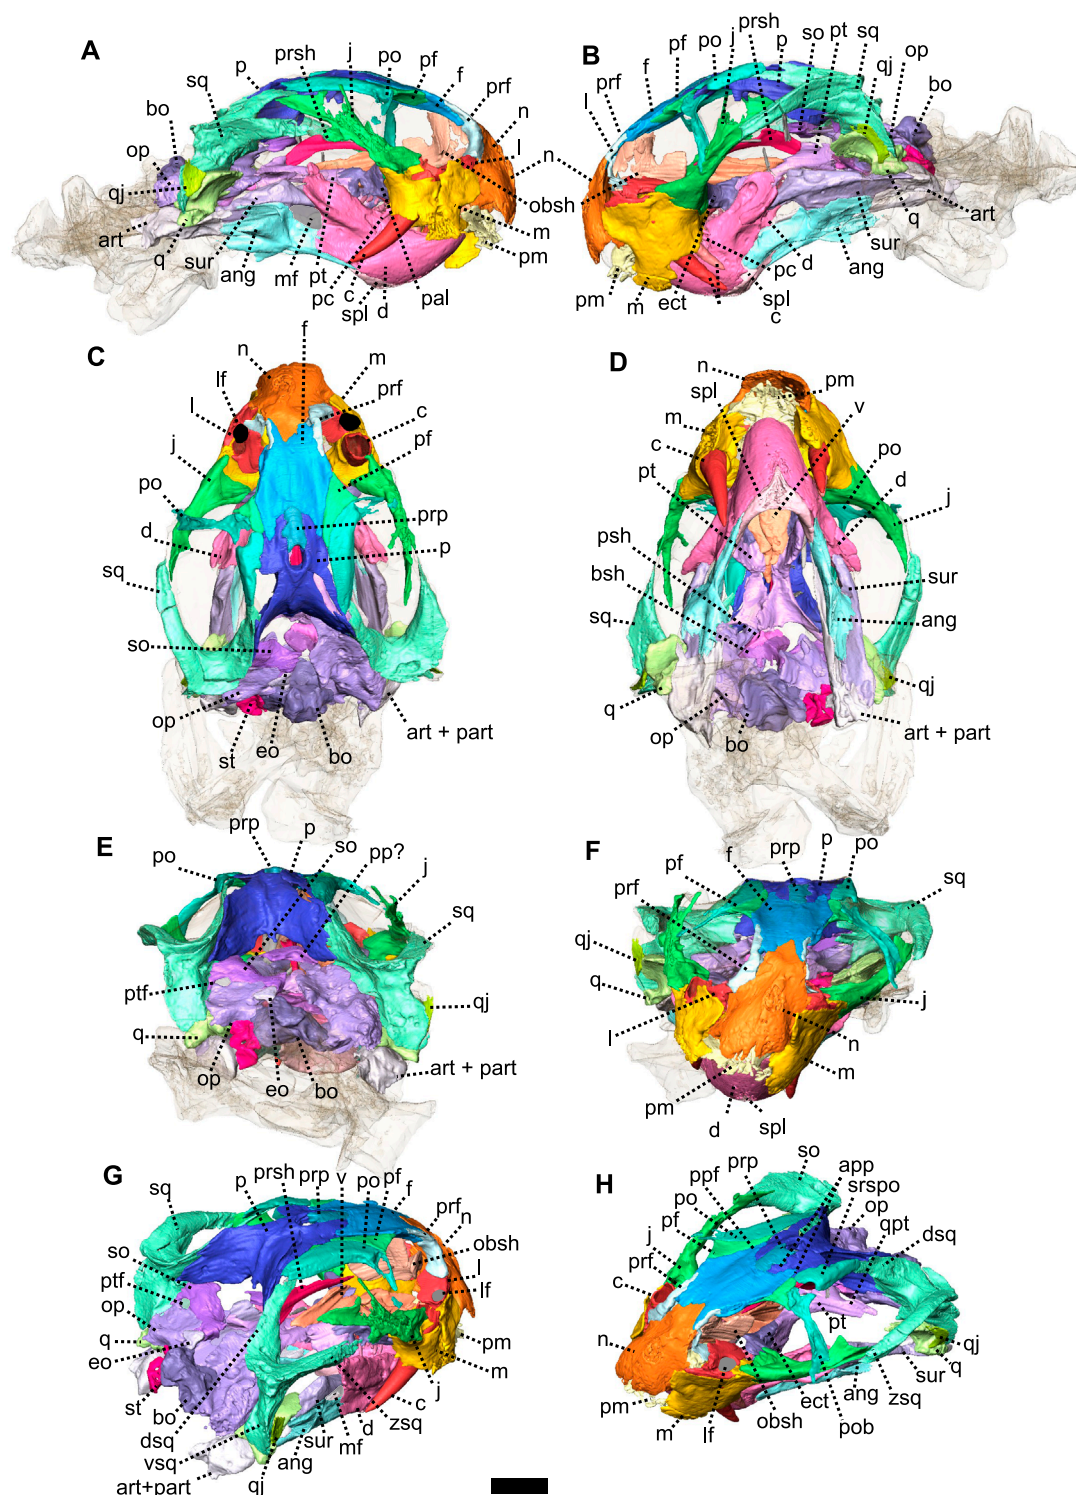 A
prsh
j
po
pf
f
prf
n
l
p
sq
bo
op
qj
art
q
sur
ang
mf
pt
pc
c
spl
d
pal
pm
m
obsh
n
B
l
prf
f
pf
po
j
prsh
p
so
pt
sq
qj
op
bo
pm
m
ect
pc
spl
c
d
ang
sur
q
art
C
n
f
m
lf
prf
l
c
j
pf
po
prp
d
p
sq
so
op
st
eo
bo
art + part
D
n
pm
spl
v
m
c
po
pt
d
j
psh
bsh
sur
sq
ang
q
qj
op
bo
art + part
E
prp
p
so
pp?
po
j
sq
ptf
qj
q
op
eo
bo
art + part
F
f
prp
p
po
pf
sq
prf
qj
q
l
j
n
m
pm
d
spl
G
prsh
prp
v
po
pf
f
p
prf
sq
n
obsh
so
l
ptf
lf
op
q
pm
eo
m
st
j
bo
c
dsq
zsq
vsq
d
sur
mf
ang
art+part
qj
H
so
prp
app
ppf
srspo
po
op
pf
qpt
j
dsq
prf
c
n
pt
qj
q
pm
sur
m
zsq
lf
obsh
ect
ang
pob